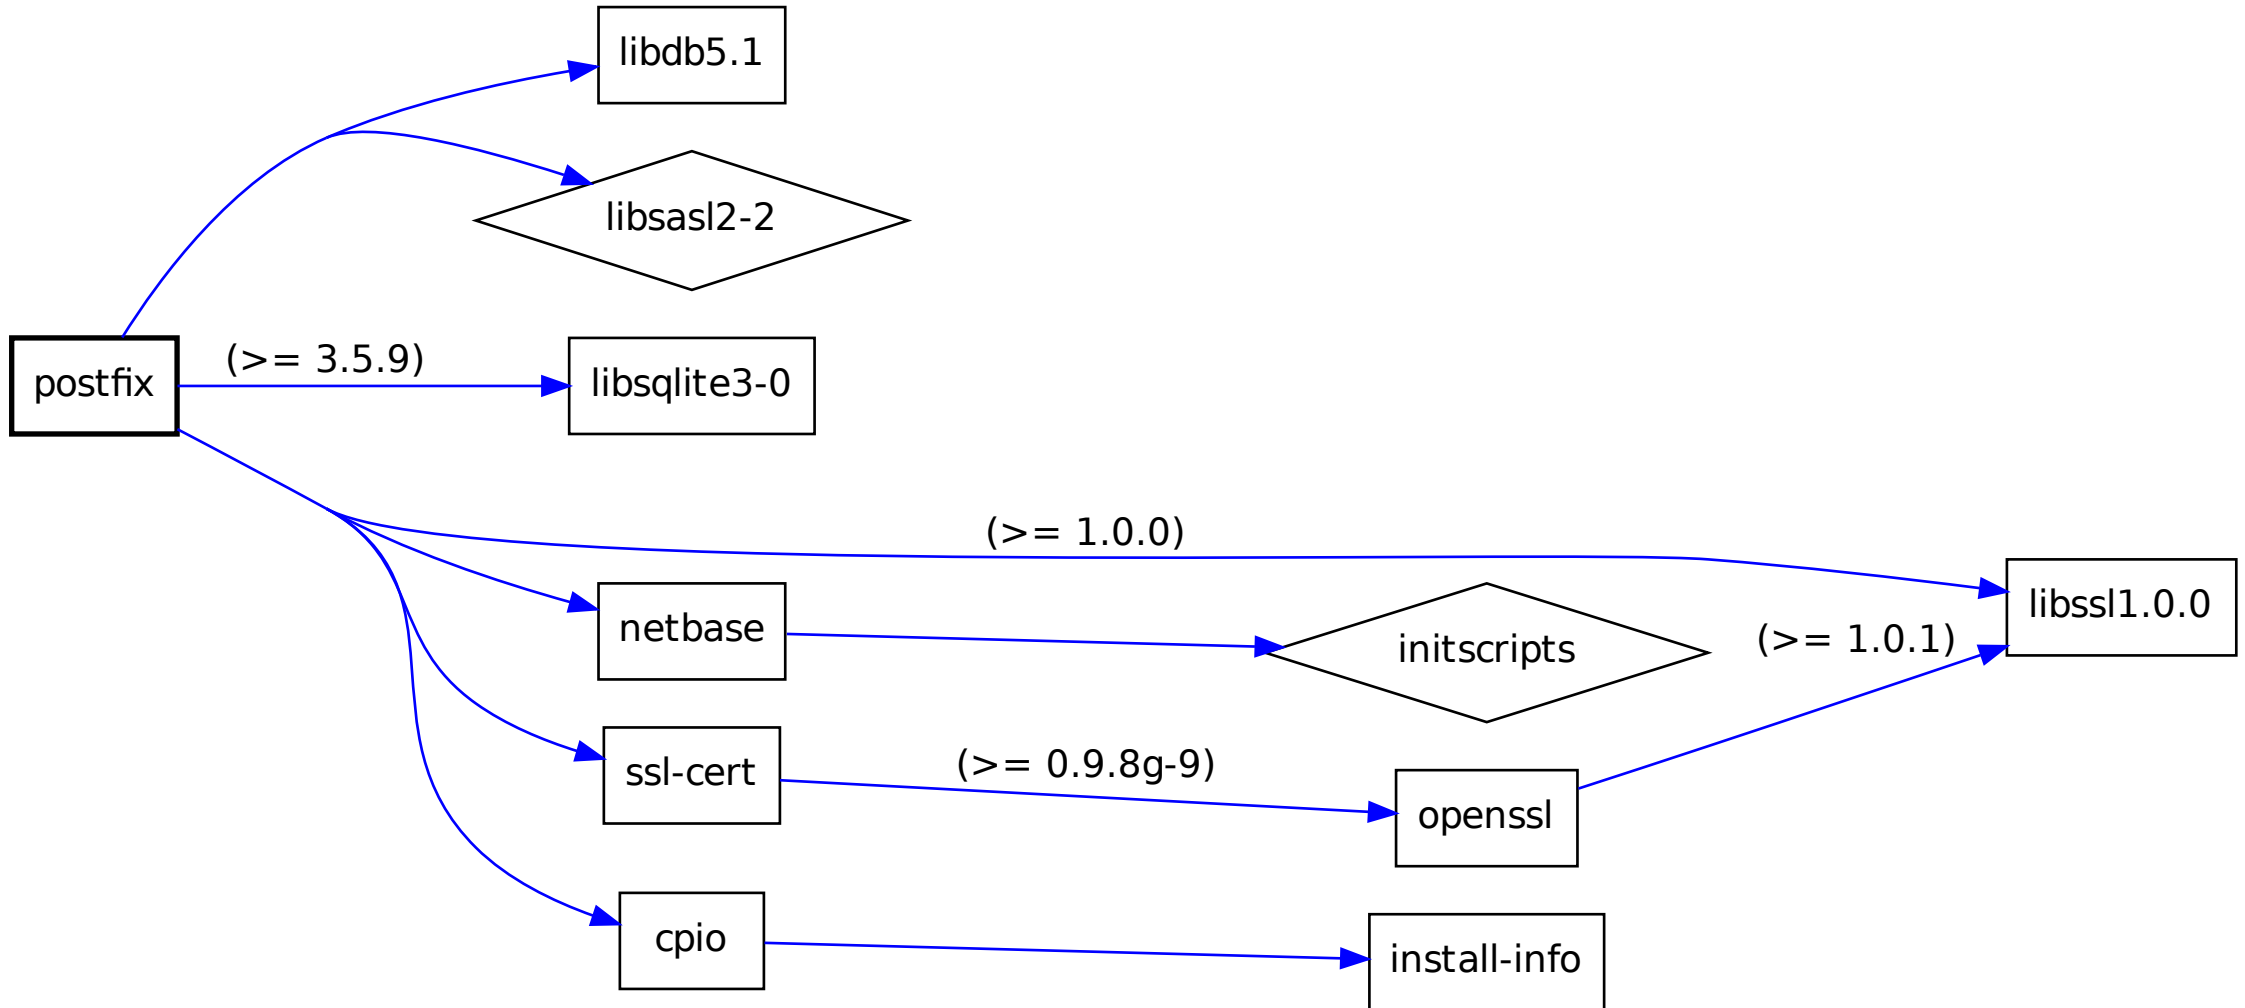 libdb5.1
libsasl2-2
postfix
(>= 3.5.9)
libsqlite3-0
(>= 1.0.0)
libssl1.0.0
netbase
initscripts
(>= 1.0.1)
ssl-cert
(>= 0.9.8g-9)
openssl
cpio
install-info